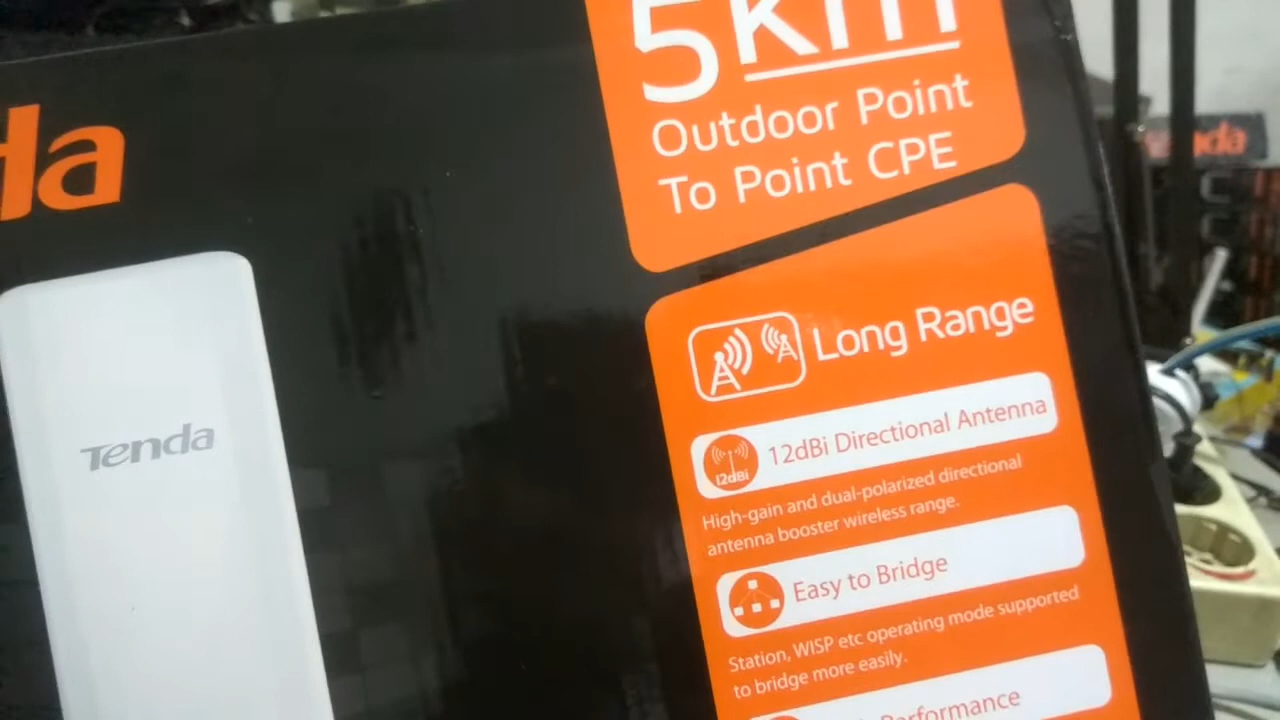 5km
Outdoor Point
To Point CPE
Long Range
12dBi
12dBi Directional Antenna
High-gain and dual-polarized directional
antenna booster wireless range.
Easy to Bridge
Station, WISP etc operating mode supported
to bridge more easily.
Performance
da
Tenda